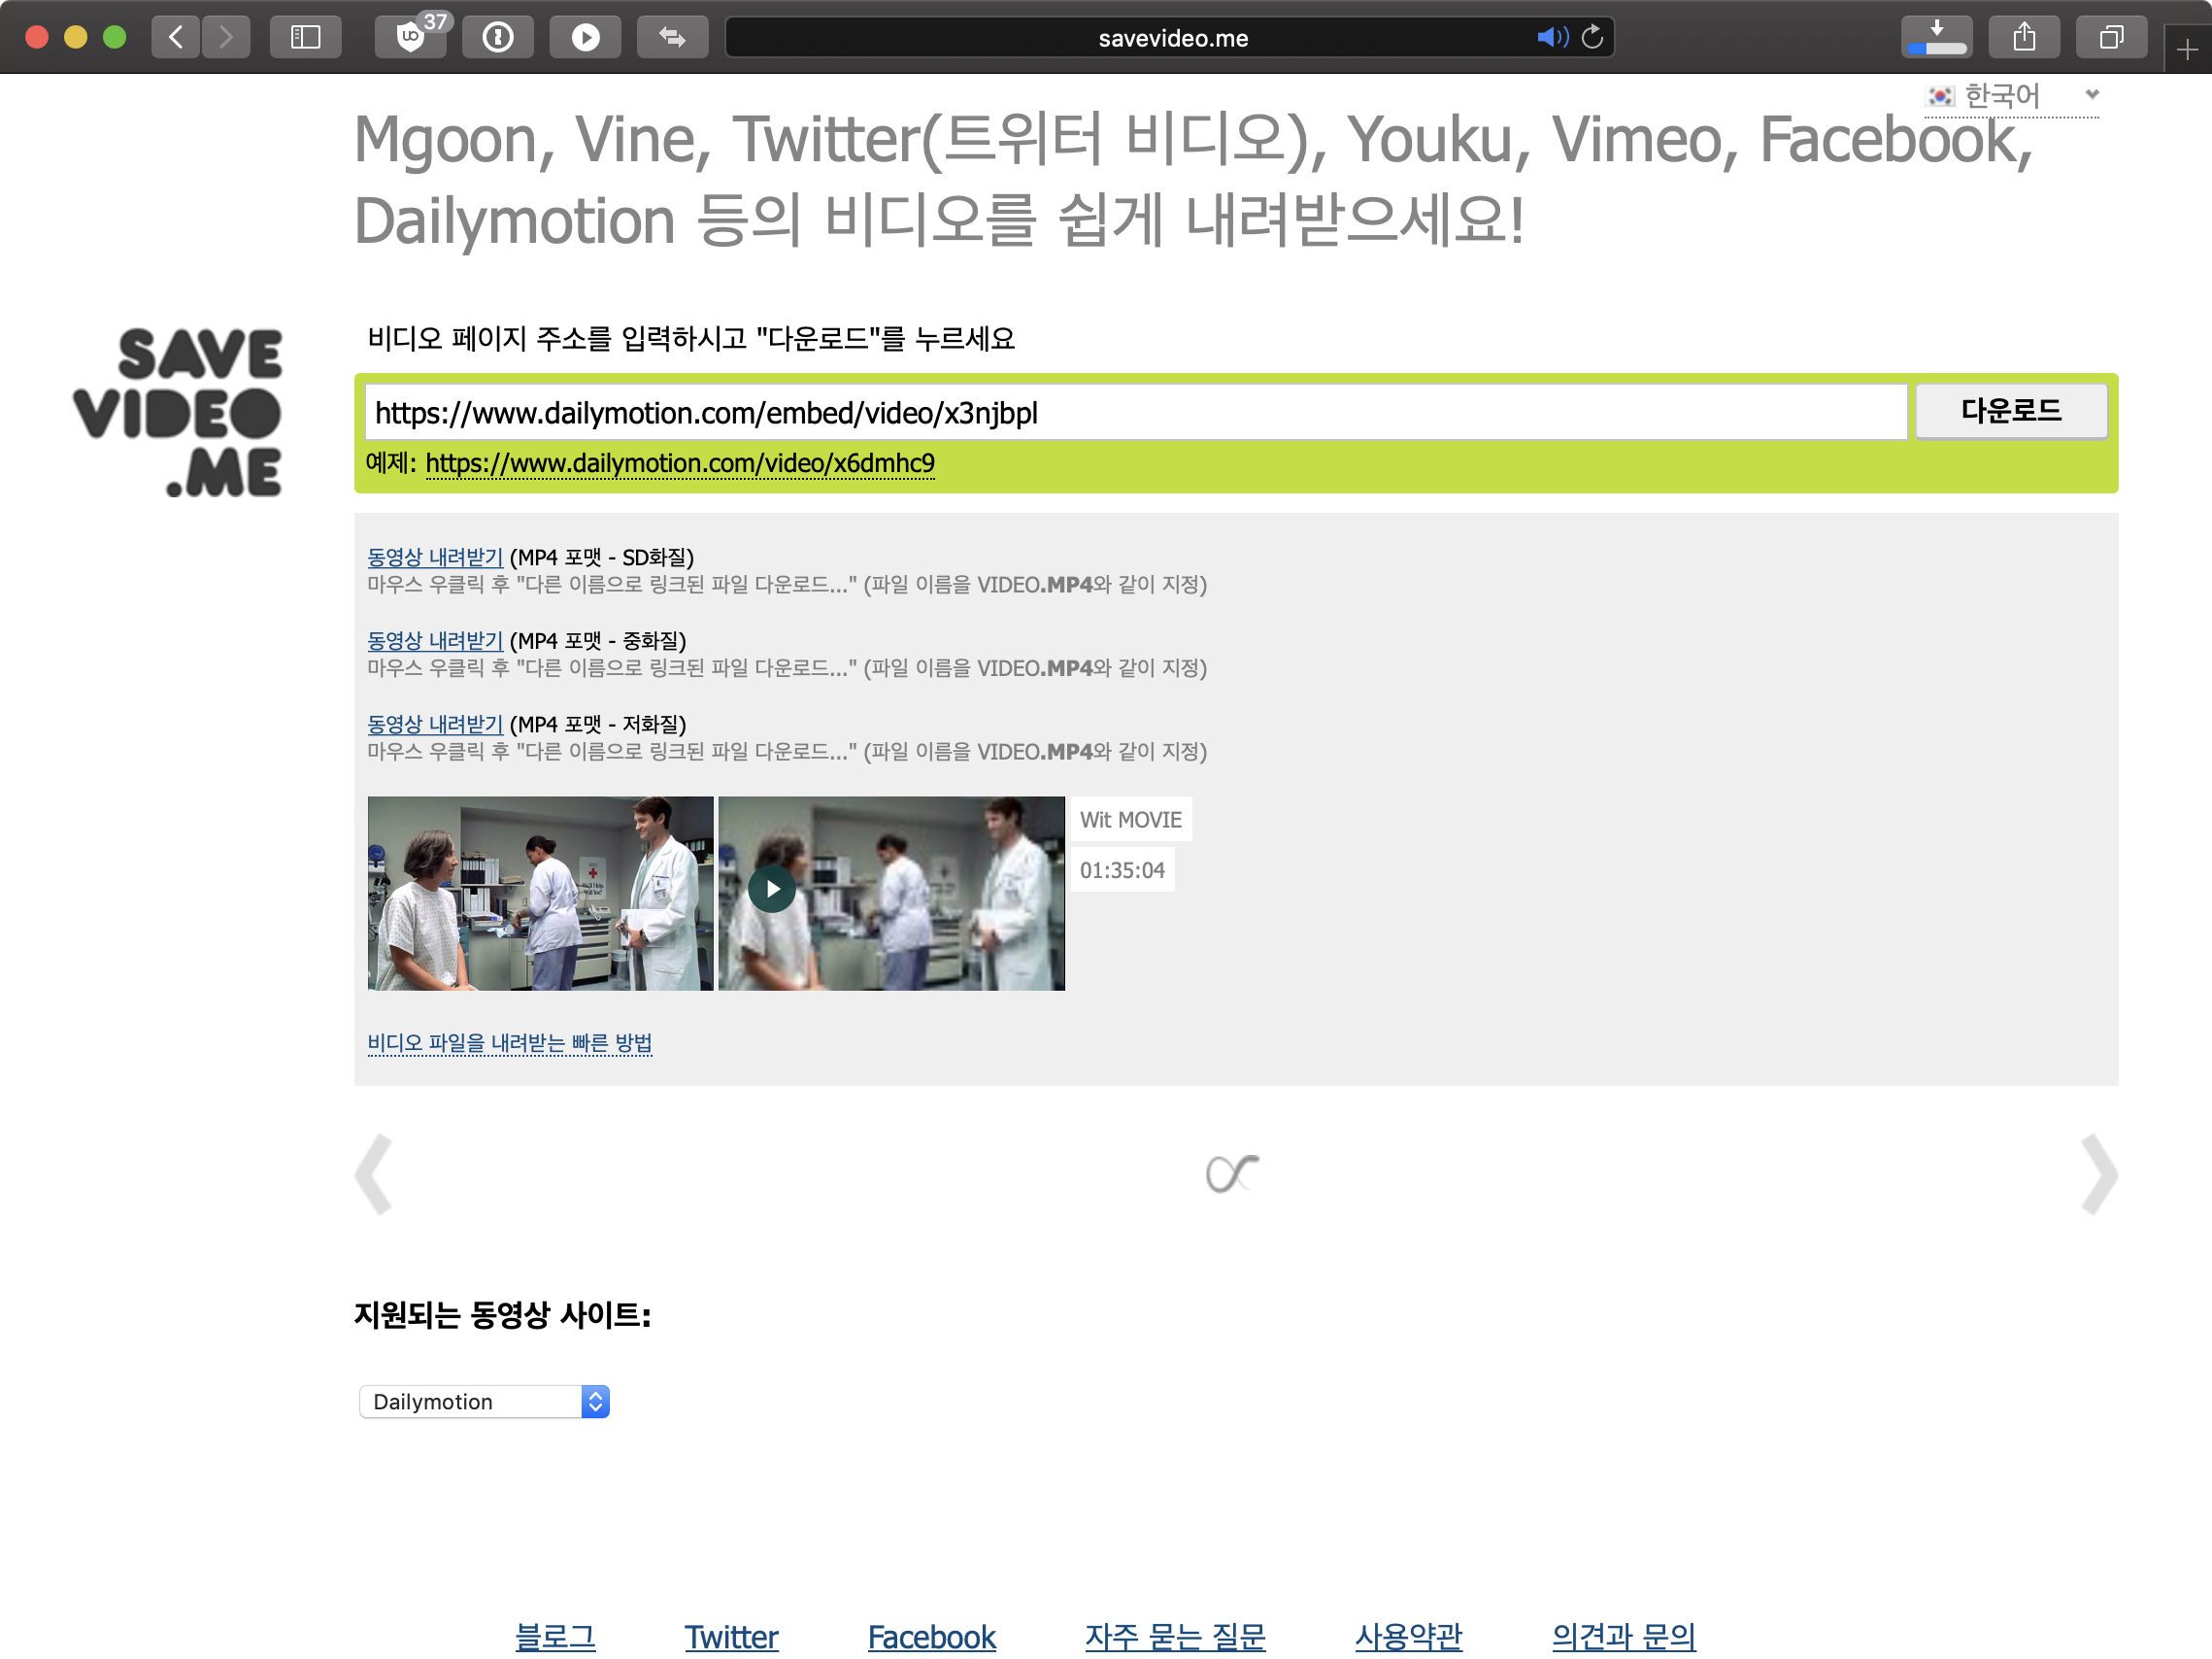 37
savevideo.me
한국어
Mgoon, Vine, Twitter(트위터 비디오), Youku, Vimeo, Facebook,
Dailymotion 등의 비디오를 쉽게 내려받으세요!
SAVE
VIDEO
.ME
비디오 페이지 주소를 입력하시고 "다운로드"를 누르세요
https://www.dailymotion.com/embed/video/x3njbpl
다운로드
예제: https://www.dailymotion.com/video/x6dmhc9
동영상 내려받기 (MP4 포맷 - SD화질)
마우스 우클릭 후 "다른 이름으로 링크된 파일 다운로드..." (파일 이름을 VIDEO.MP4와 같이 지정)
동영상 내려받기 (MP4 포맷 - 중화질)
마우스 우클릭 후 "다른 이름으로 링크된 파일 다운로드..." (파일 이름을 VIDEO.MP4와 같이 지정)
동영상 내려받기 (MP4 포맷 - 저화질)
마우스 우클릭 후 "다른 이름으로 링크된 파일 다운로드..." (파일 이름을 VIDEO.MP4와 같이 지정)
Wit MOVIE
01:35:04
비디오 파일을 내려받는 빠른 방법
지원되는 동영상 사이트:
Dailymotion
블로그 Twitter Facebook 자주 묻는 질문 사용약관 의견과 문의